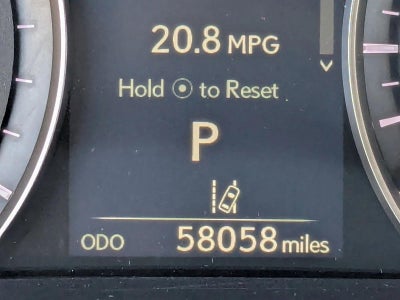 20.8 MPG
Hold to Reset
P
ODO 58058 miles